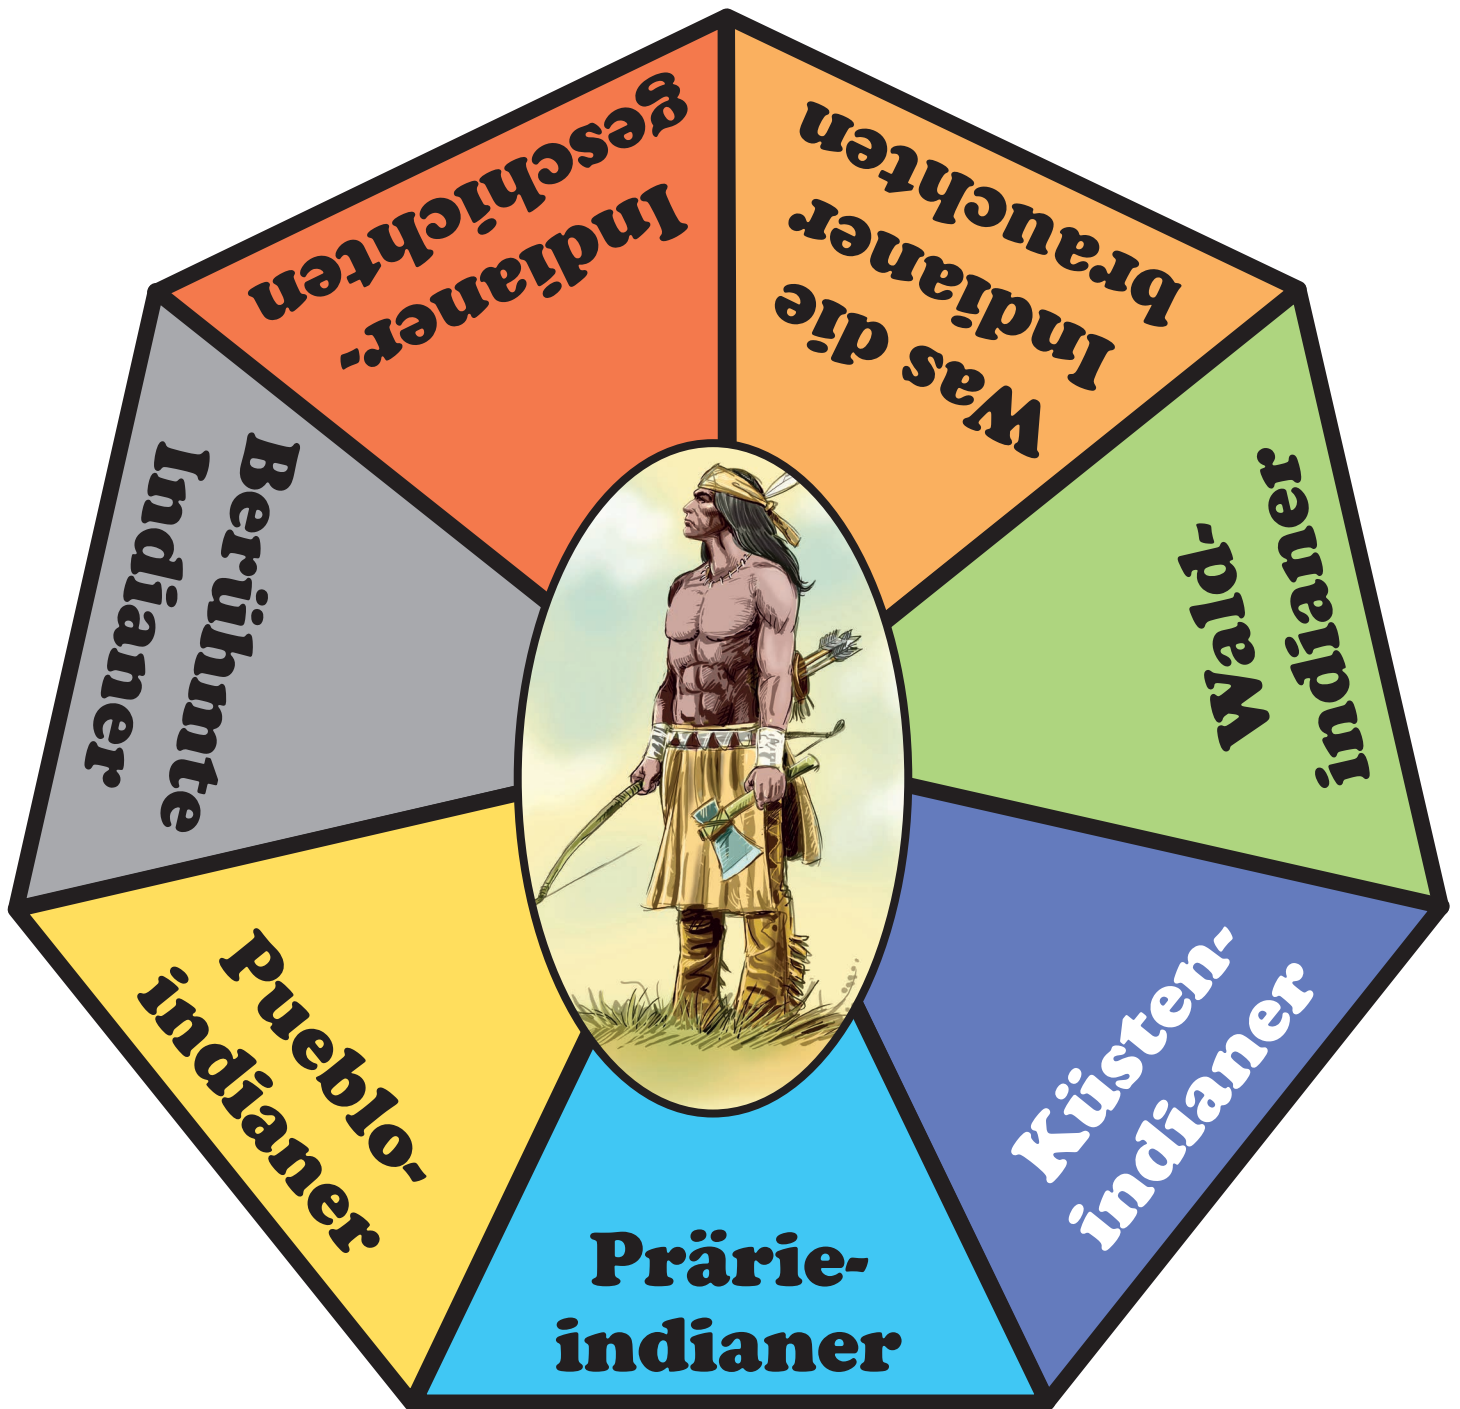 Indianer-
geschichten
Was die
Indianer
brauchten
Wald-
indianer
Küsten-
indianer
Prärie-
indianer
Pueblo-
indianer
Berühmte
Indianer